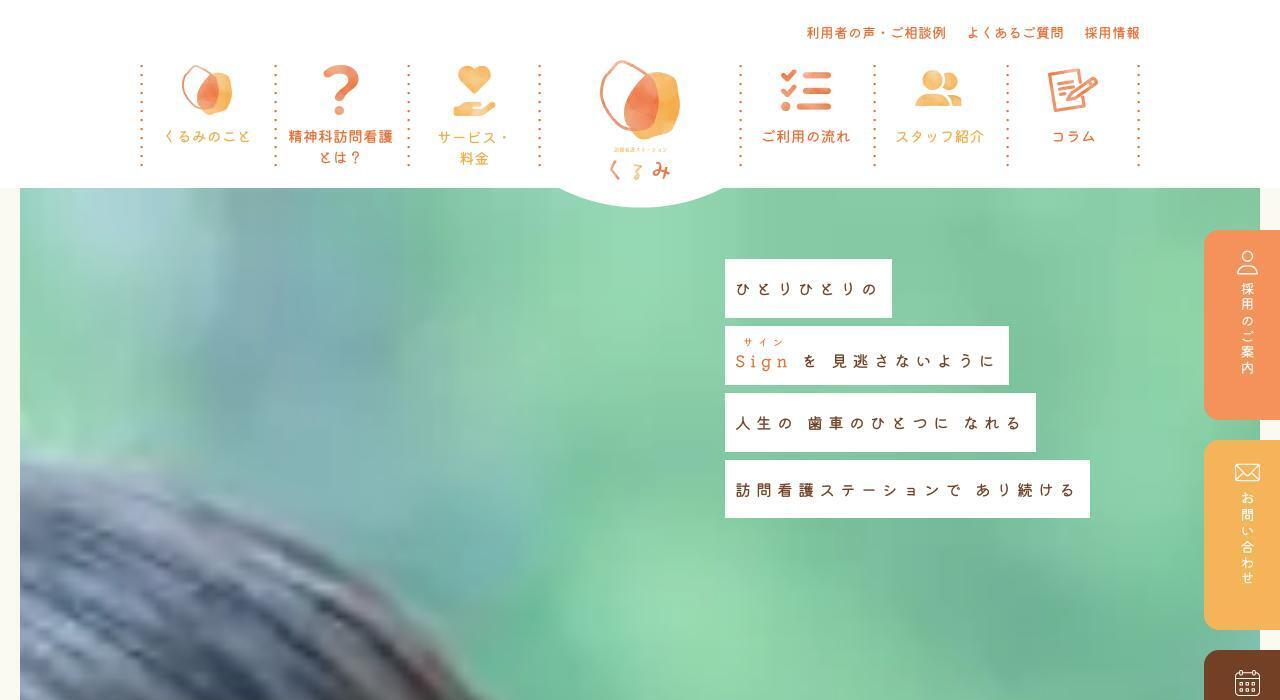 利用者の声・ご相談例
よくあるご質問
採用情報
くるみのこと
精神科訪問看護
とは？
サービス・
料金
訪問看護ステーション
くるみ
ご利用の流れ
スタッフ紹介
コラム
ひとりひとりの
サイン
Sign を 見逃さないように
人生の 歯車のひとつに なれる
訪問看護ステーションで あり続ける
採用のご案内
お問い合わせ